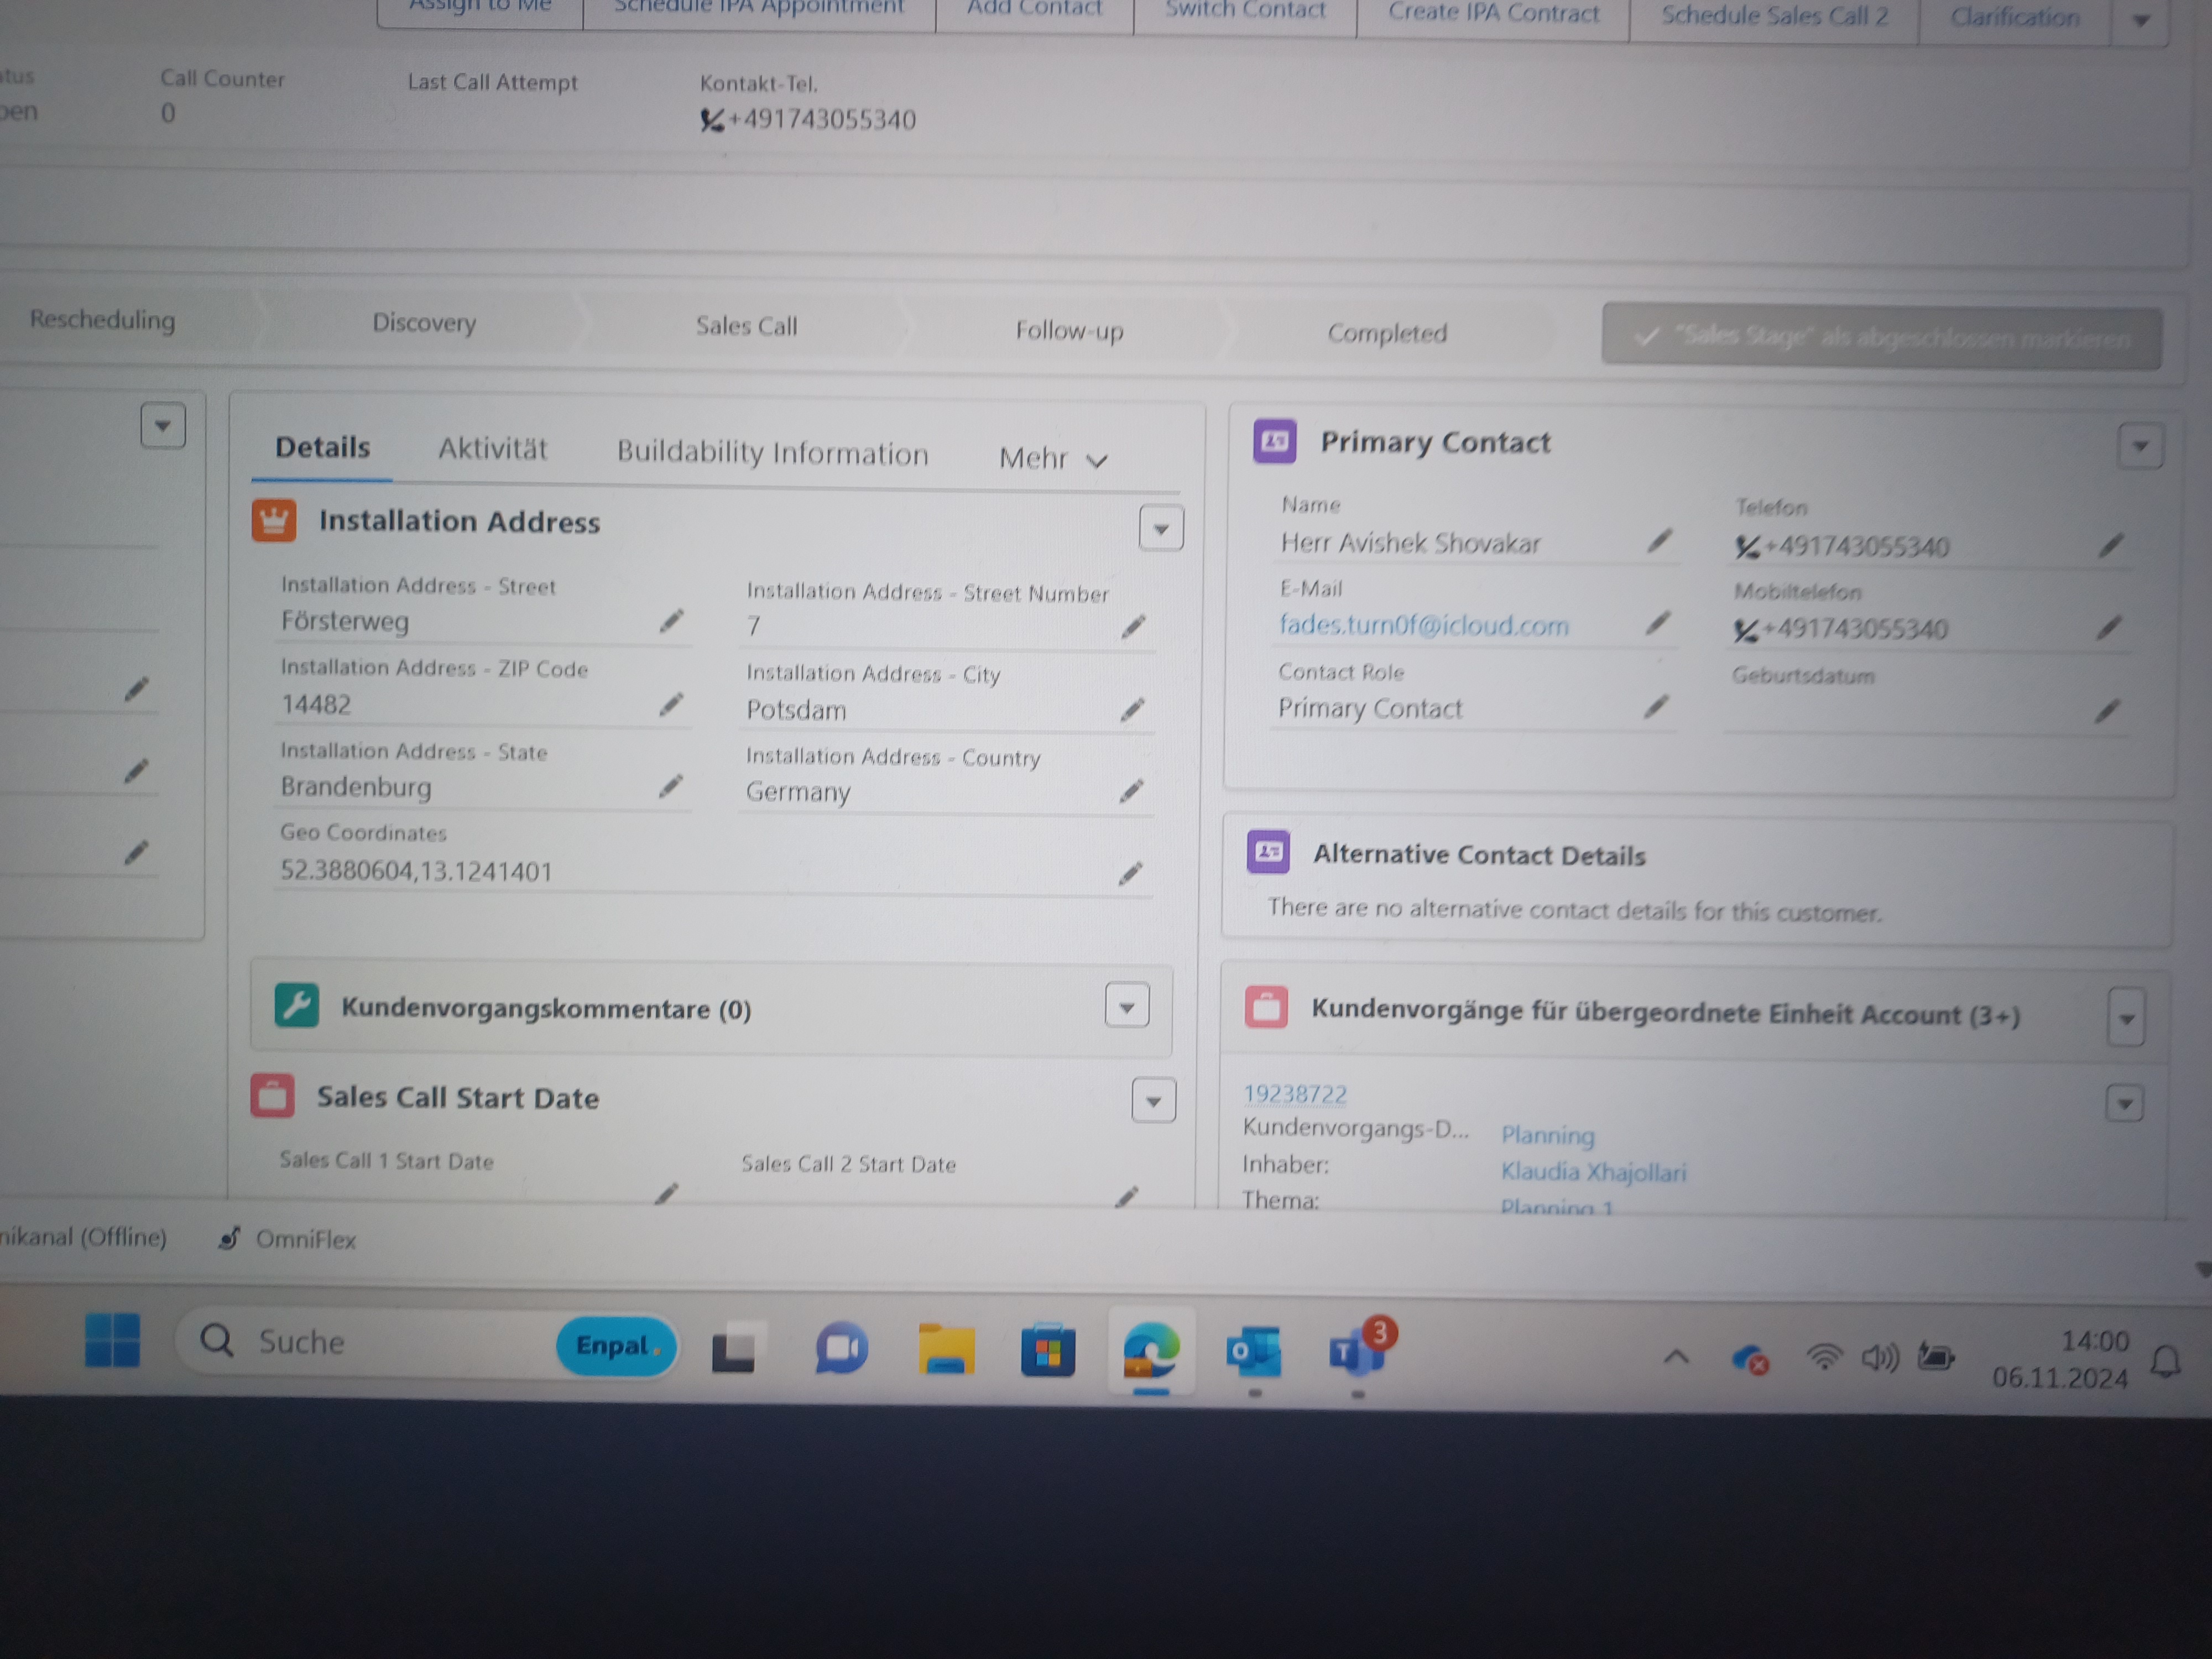 Assign to Me Schedule IPA Appointment Add Contact Switch Contact Create IPA Contract Schedule Sales Call 2 Clarification
Call Counter Last Call Attempt Kontakt-Tel.
0 +491743055340
Rescheduling Discovery Sales Call Follow-up Completed "Sales Stage" als abgeschlossen markieren
Details Aktivität Buildability Information Mehr
Installation Address
Installation Address - Street Installation Address - Street Number
Försterweg 7
Installation Address - ZIP Code Installation Address - City
14482 Potsdam
Installation Address - State Installation Address - Country
Brandenburg Germany
Geo Coordinates
52.3880604,13.1241401
Kundenvorgangskommentare (0)
Sales Call Start Date
Sales Call 1 Start Date Sales Call 2 Start Date
Primary Contact
Name Telefon
Herr Avishek Shovakar +491743055340
E-Mail Mobiltelefon
fades.turn0f@icloud.com +491743055340
Contact Role Geburtsdatum
Primary Contact
Alternative Contact Details
There are no alternative contact details for this customer.
Kundenvorgänge für übergeordnete Einheit Account (3+)
19238722
Kundenvorgangs-D... Planning
Inhaber: Klaudia Xhajollari
Thema: Planning 1
nikanal (Offline) OmniFlex
Suche Enpal. 3 14:00
06.11.2024